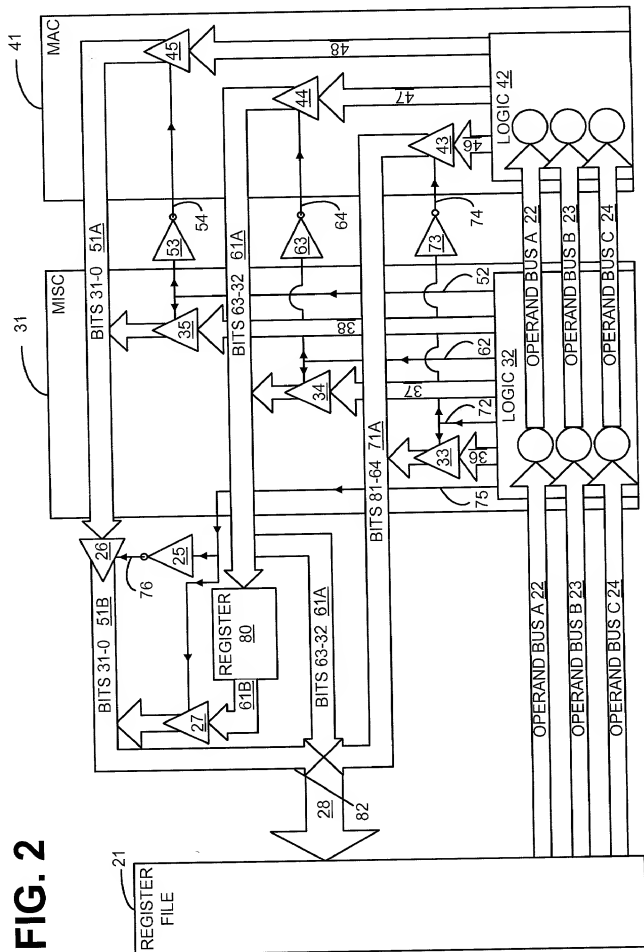 FIG. 2
21
REGISTER
FILE
31
MISC
41
MAC
BITS 31-0 51B
BITS 31-0 51A
26
76
25
27
61B
REGISTER
80
BITS 63-32 61A
BITS 63-32 61A
BITS 81-64 71A
28
82
35
34
33
38
37
36
53
63
73
54
64
74
45
44
43
48
47
46
52
62
72
75
LOGIC 32
LOGIC 42
OPERAND BUS A 22
OPERAND BUS B 23
OPERAND BUS C 24
OPERAND BUS A 22
OPERAND BUS B 23
OPERAND BUS C 24